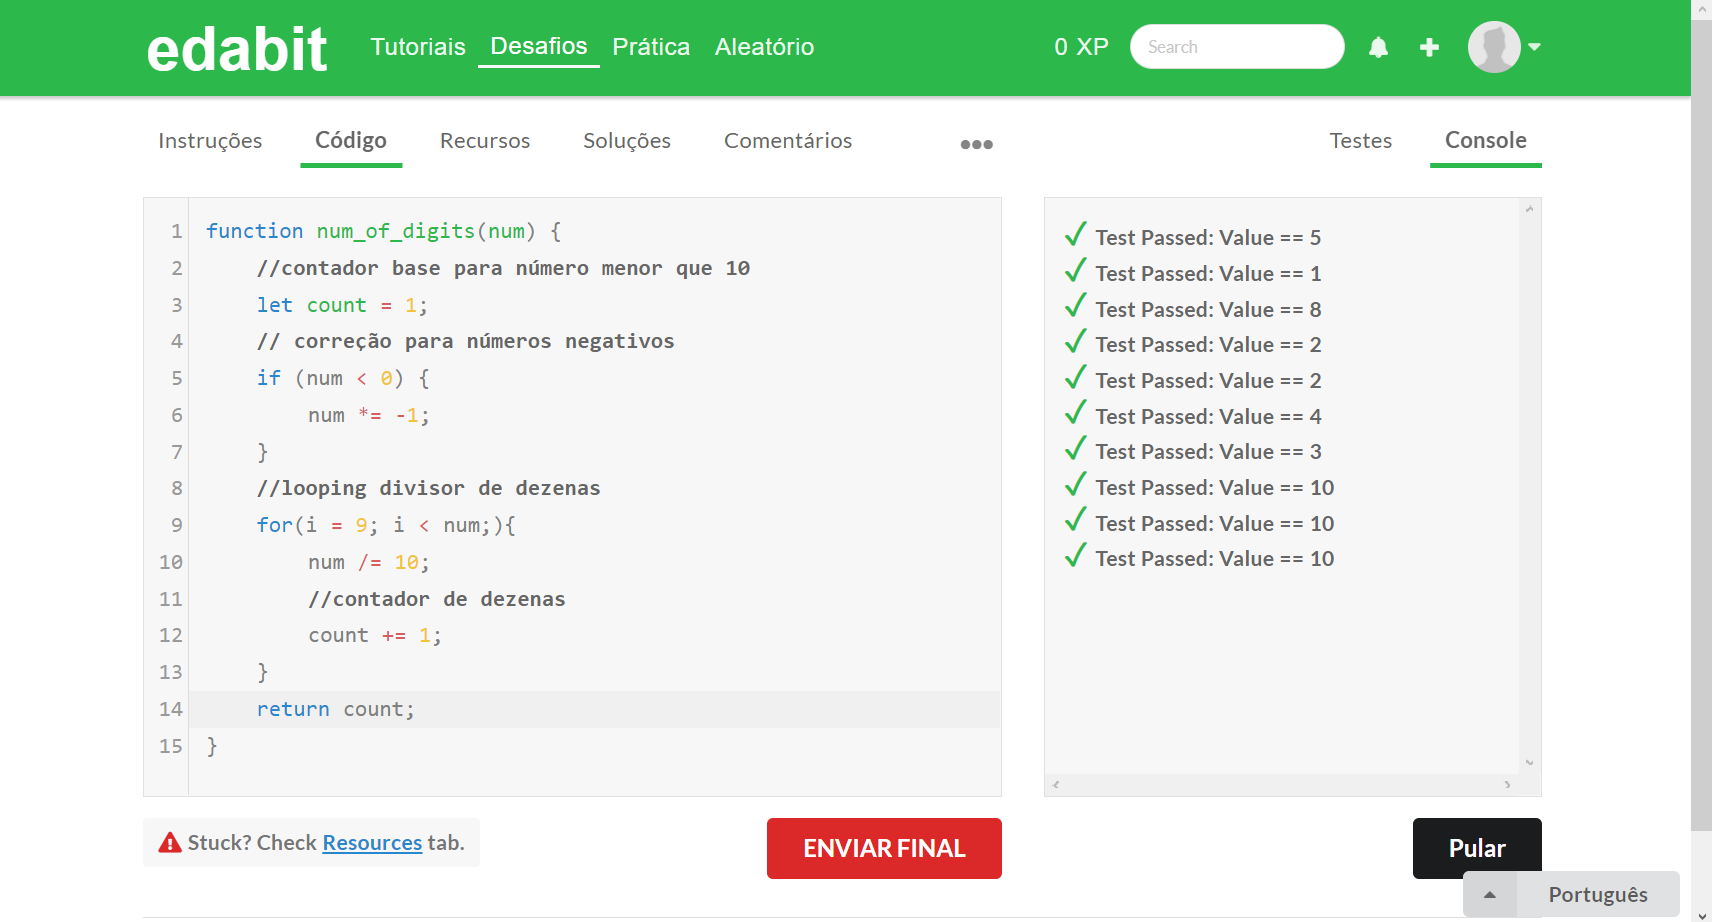 edabit Tutoriais Desafios Prática Aleatório 0 XP Search
Instruções Código Recursos Soluções Comentários ••• Testes Console
1 function num_of_digits(num) {
2 //contador base para número menor que 10
3 let count = 1;
4 // correção para números negativos
5 if (num < 0) {
6 num *= -1;
7 }
8 //looping divisor de dezenas
9 for(i = 9; i < num;){
10 num /= 10;
11 //contador de dezenas
12 count += 1;
13 }
14 return count;
15 }
✓ Test Passed: Value == 5
✓ Test Passed: Value == 1
✓ Test Passed: Value == 8
✓ Test Passed: Value == 2
✓ Test Passed: Value == 2
✓ Test Passed: Value == 4
✓ Test Passed: Value == 3
✓ Test Passed: Value == 10
✓ Test Passed: Value == 10
✓ Test Passed: Value == 10
Stuck? Check Resources tab.
ENVIAR FINAL
Pular
Português